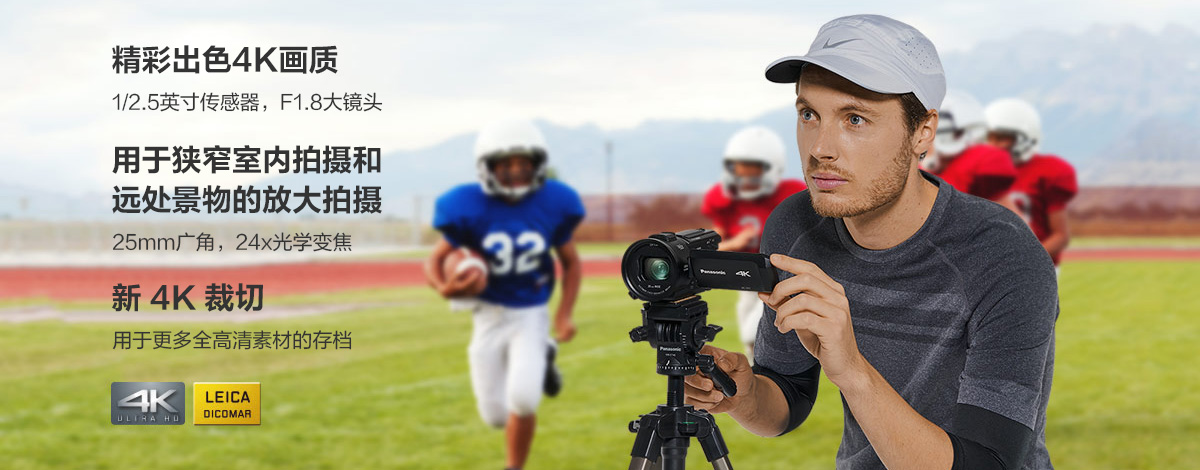 精彩出色4K画质
1/2.5英寸传感器，F1.8大镜头
用于狭窄室内拍摄和
远处景物的放大拍摄
25mm广角，24x光学变焦
新 4K 裁切
用于更多全高清素材的存档
4K
ULTRA HD
LEICA
DICOMAR
32
Panasonic 4K
Panasonic